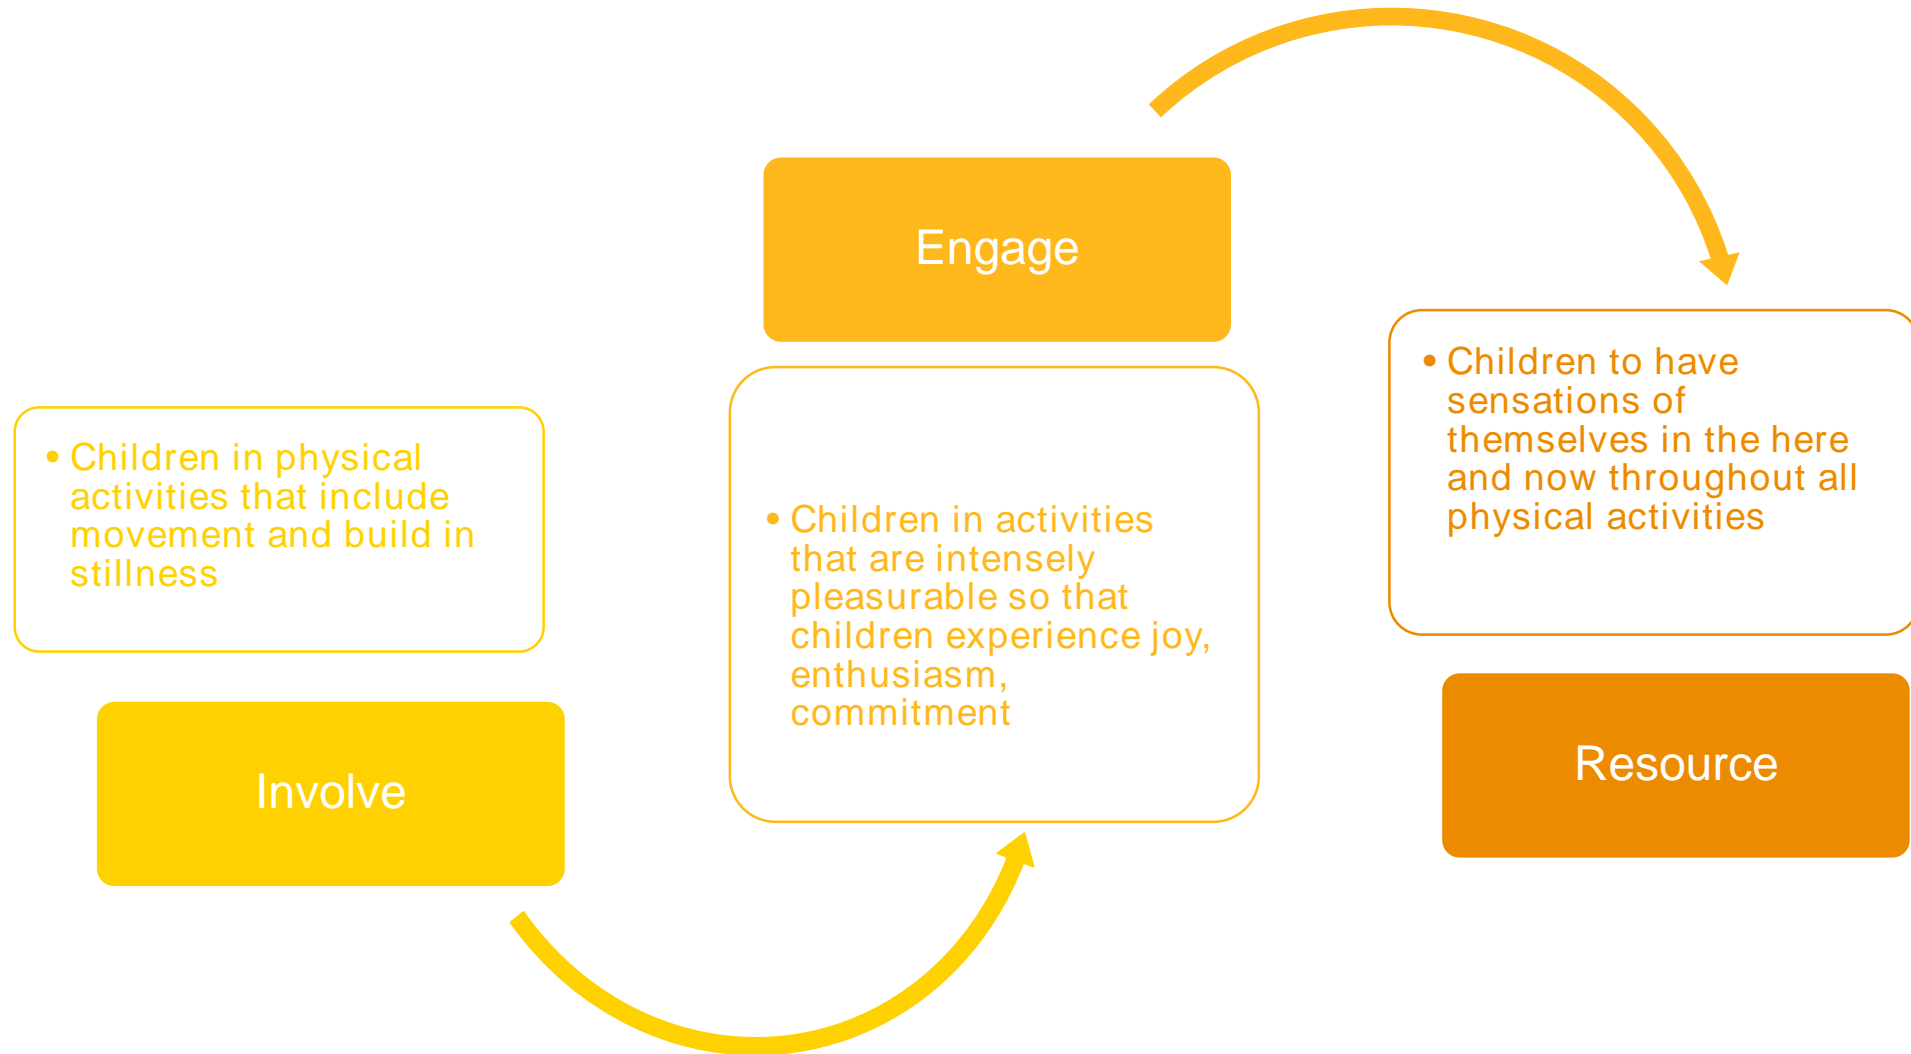 • Children in physical
activities that include
movement and build in
stillness
Involve
Engage
• Children in activities
that are intensely
pleasurable so that
children experience joy,
enthusiasm,
commitment
• Children to have
sensations of
themselves in the here
and now throughout all
physical activities
Resource